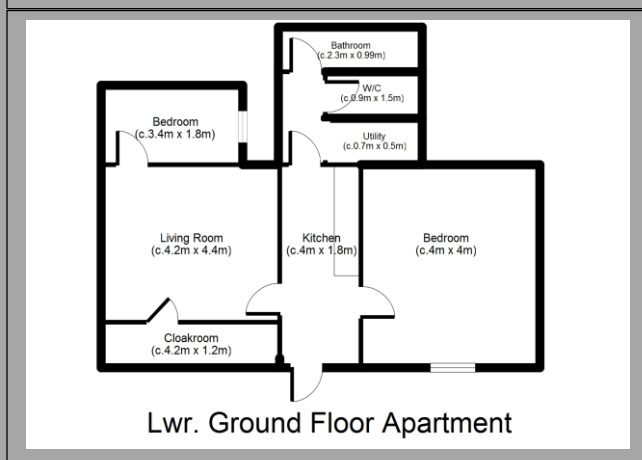 Bathroom
(c.2.3m x 0.99m)
W/C
(c.0.9m x 1.5m)
Bedroom
(c.3.4m x 1.8m)
Utility
(c.0.7m x 0.5m)
Living Room
(c.4.2m x 4.4m)
Kitchen
(c.4m x 1.8m)
Bedroom
(c.4m x 4m)
Cloakroom
(c.4.2m x 1.2m)
Lwr. Ground Floor Apartment